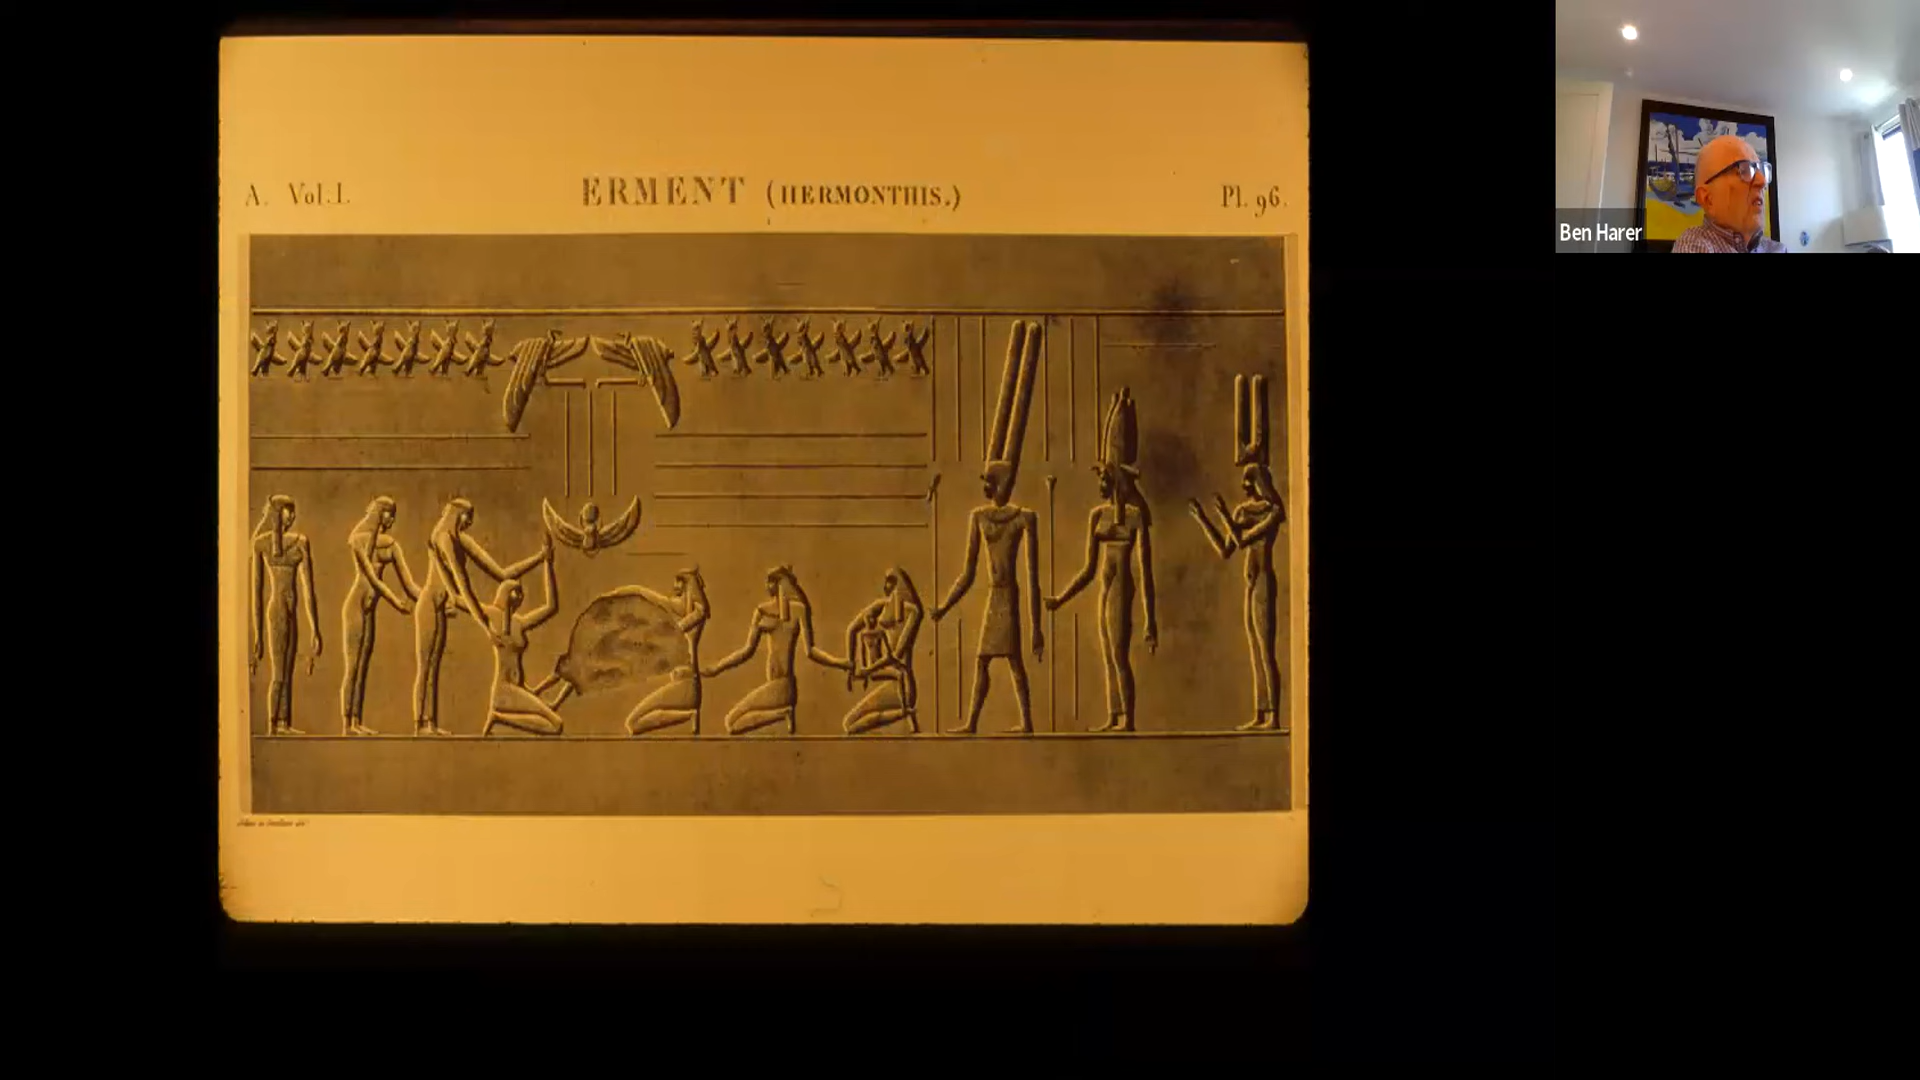 A. Vol. I.
ERMENT (HERMONTHIS.)
Pl. 96.
Ben Harer